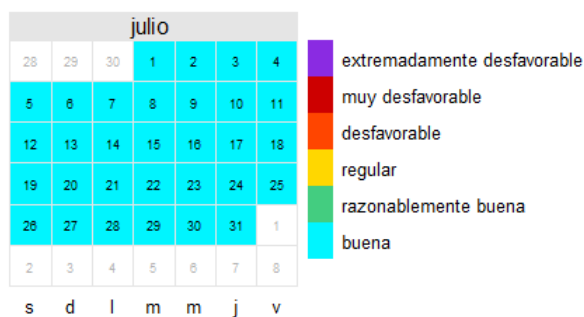 julio
28 29 30 1 2 3 4
5 6 7 8 9 10 11
12 13 14 15 16 17 18
19 20 21 22 23 24 25
26 27 28 29 30 31 1
2 3 4 5 6 7 8
s d l m m j v
extremadamente desfavorable
muy desfavorable
desfavorable
regular
razonablemente buena
buena